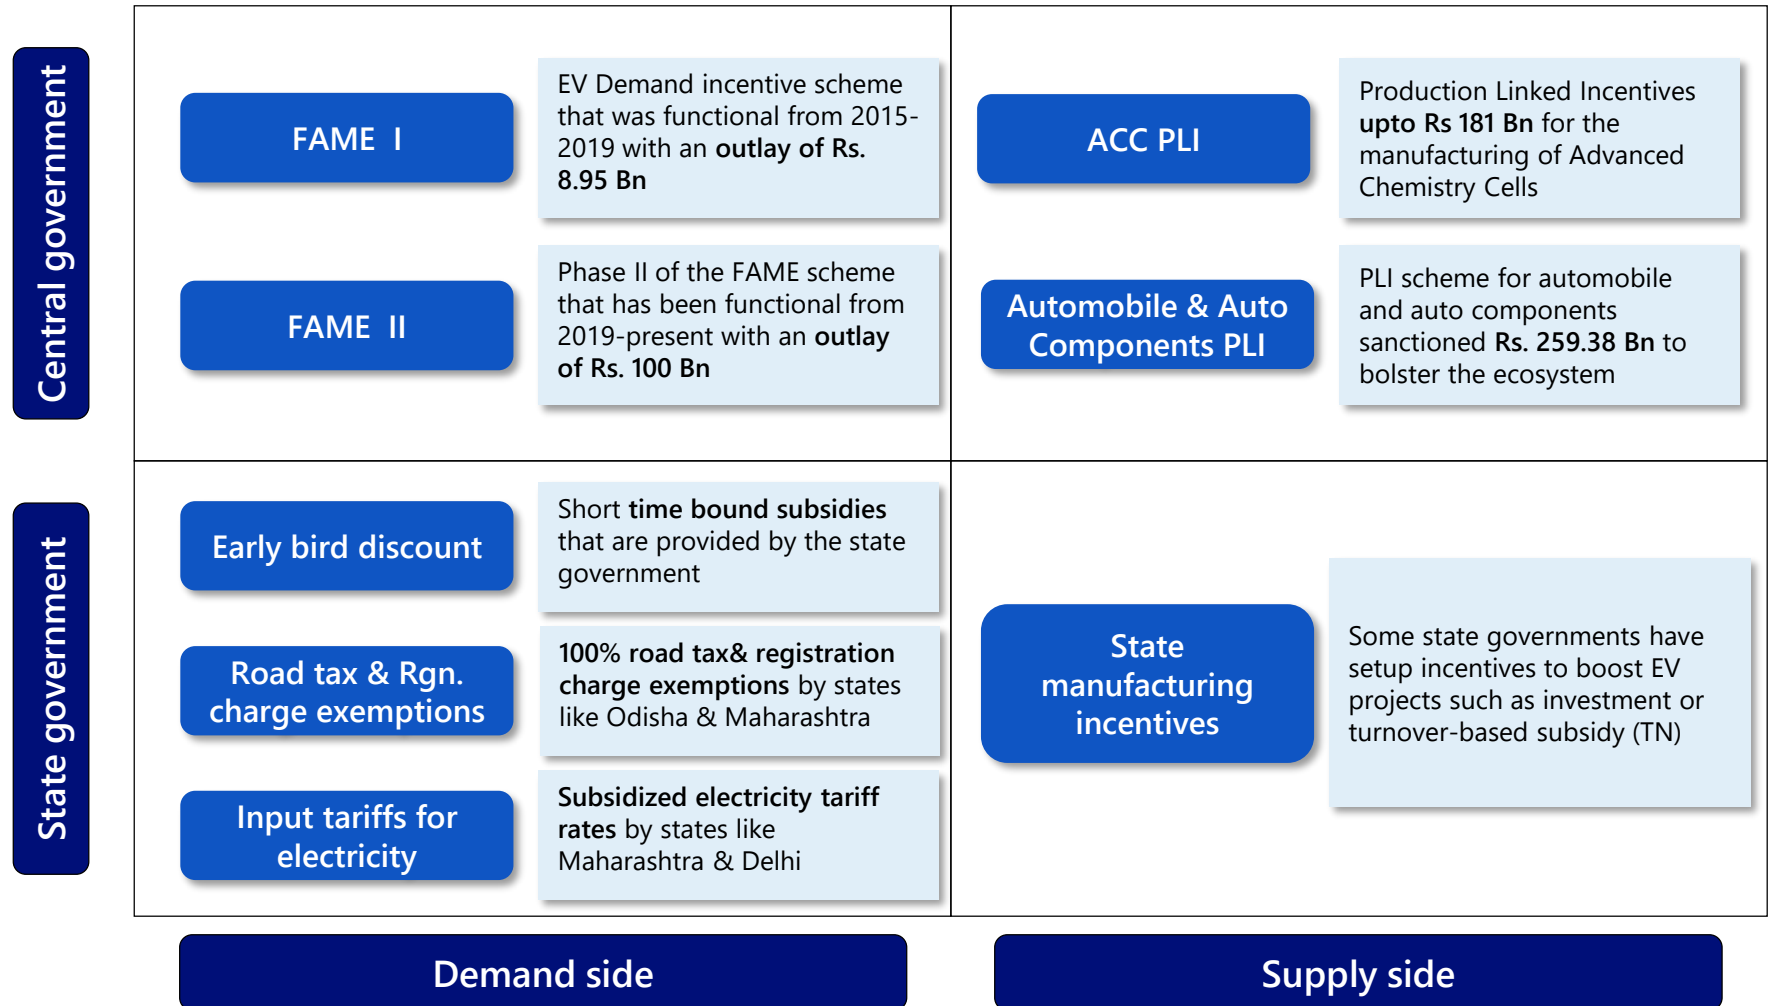 Central government
FAME I
EV Demand incentive scheme
that was functional from 2015-
2019 with an outlay of Rs.
8.95 Bn
FAME II
Phase II of the FAME scheme
that has been functional from
2019-present with an outlay
of Rs. 100 Bn
ACC PLI
Production Linked Incentives
upto Rs 181 Bn for the
manufacturing of Advanced
Chemistry Cells
Automobile & Auto
Components PLI
PLI scheme for automobile
and auto components
sanctioned Rs. 259.38 Bn to
bolster the ecosystem
State government
Early bird discount
Short time bound subsidies
that are provided by the state
government
Road tax & Rgn.
charge exemptions
100% road tax& registration
charge exemptions by states
like Odisha & Maharashtra
Input tariffs for
electricity
Subsidized electricity tariff
rates by states like
Maharashtra & Delhi
State
manufacturing
incentives
Some state governments have
setup incentives to boost EV
projects such as investment or
turnover-based subsidy (TN)
Demand side
Supply side